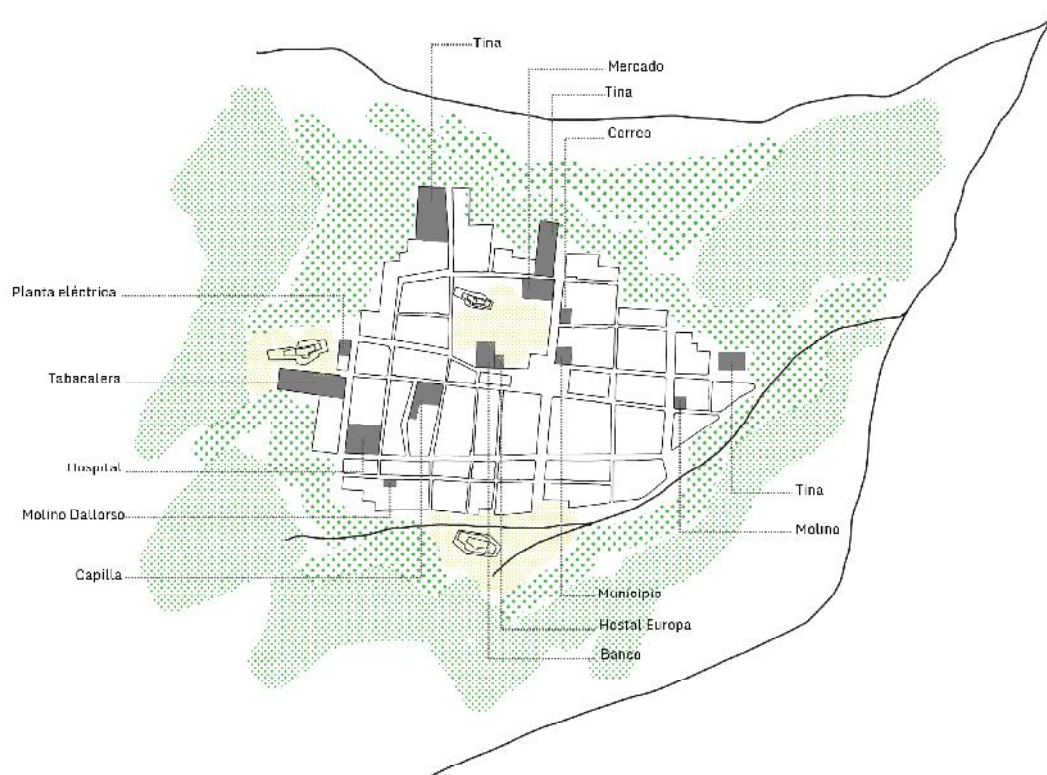 Tina
Mercado
Tina
Correo
Planta eléctrica
Tabacalera
Hospital
Molino Dallorso
Capilla
Tina
Molino
Municipio
Hostal Europa
Banco